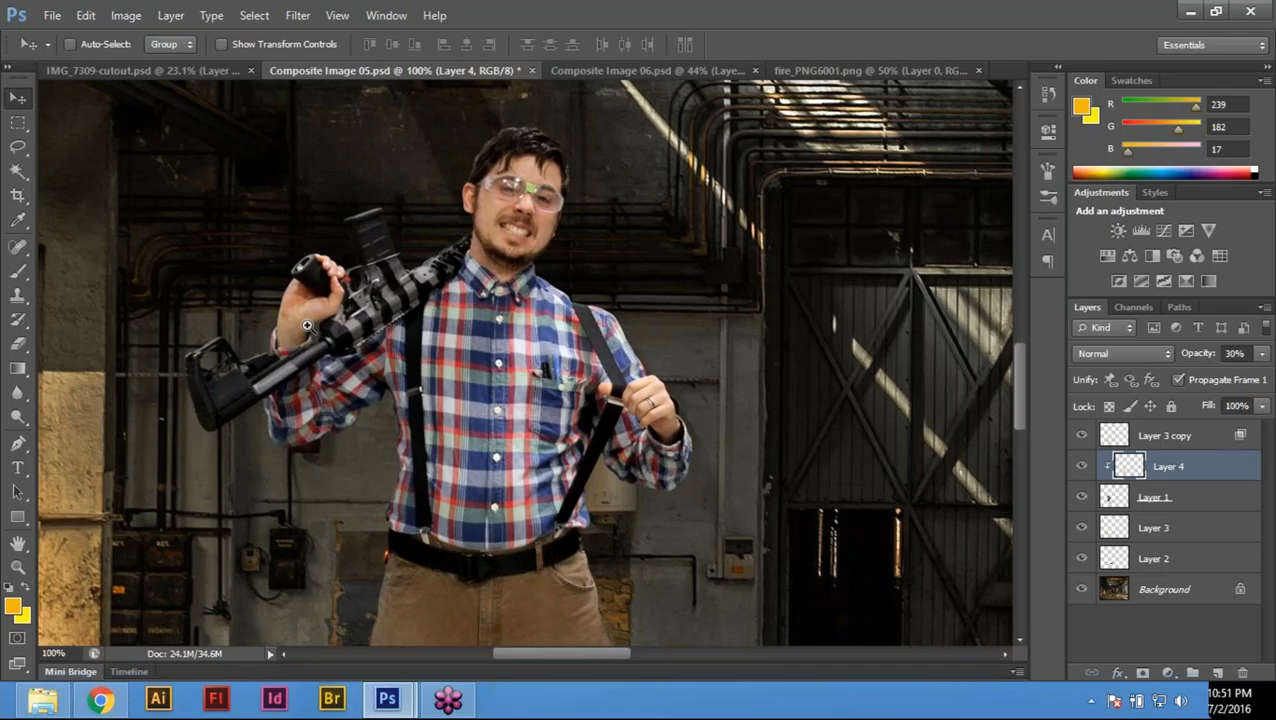 Ps File Edit Image Layer Type Select Filter View Window Help
Auto-Select: Group Show Transform Controls Essentials
IMG_7309-cutout.psd @ 23.1% (Layer ... × Composite Image 05.psd @ 100% (Layer 4, RGB/8) * × Composite Image 06.psd @ 44% (Laye... × fire_PNG6001.png @ 50% (Layer 0, RG... ×
Color Swatches
R 239
G 182
B 17
Adjustments Styles
Add an adjustment
Layers Channels Paths
Kind
Normal Opacity: 30%
Unify: Propagate Frame 1
Lock: Fill: 100%
Layer 3 copy
Layer 4
Layer 1
Layer 3
Layer 2
Background
100% Doc: 24.1M/34.6M
Mini Bridge Timeline
Ai Fl Id Br Ps
10:51 PM
7/2/2016